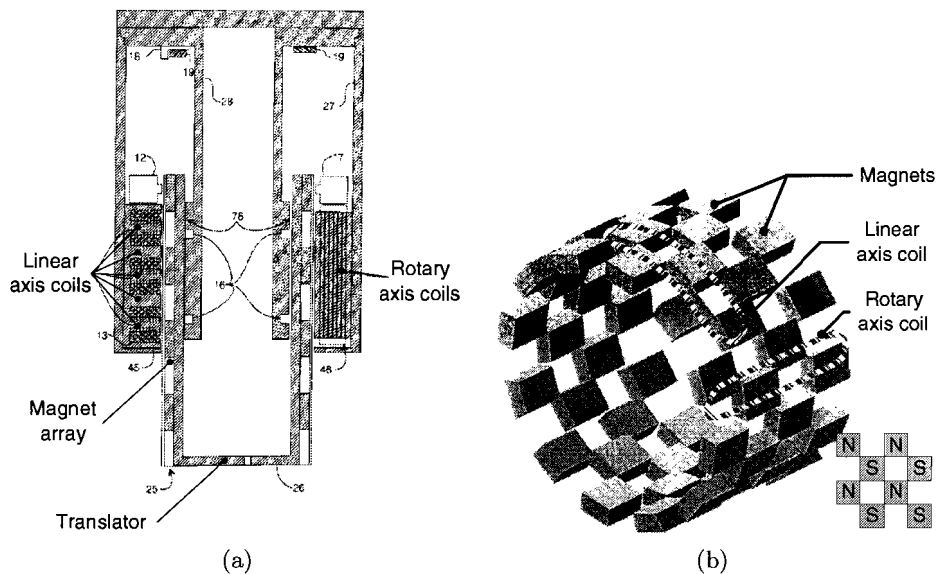 18
19
19
28
27
12
17
Linear
axis coils
76
16
Rotary
axis coils
13
45
46
Magnet
array
25
26
Translator
(a)
Magnets
Linear
axis coil
Rotary
axis coil
N N
S S
N N
S S
(b)